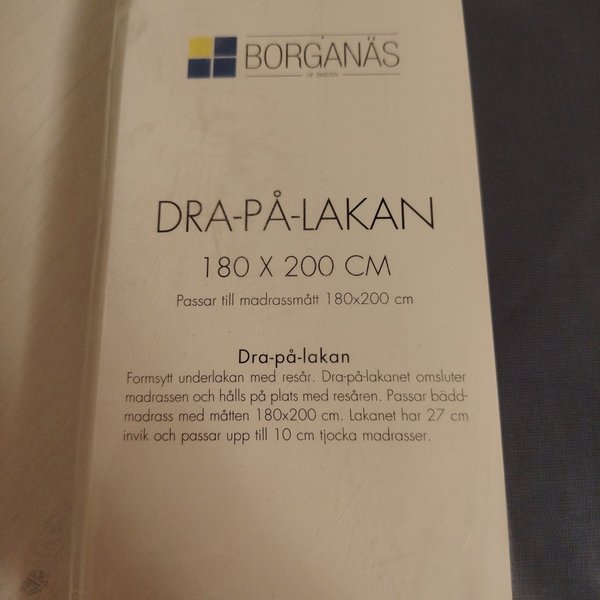 BORGANÄS
OF SWEDEN
DRA-PÅ-LAKAN
180 X 200 CM
Passar till madrassmått 180x200 cm
Dra-på-lakan
Formsytt underlakan med resår. Dra-på-lakanet omsluter
madrassen och hålls på plats med resåren. Passar bädd-
madrass med måtten 180x200 cm. Lakanet har 27 cm
invik och passar upp till 10 cm tjocka madrasser.